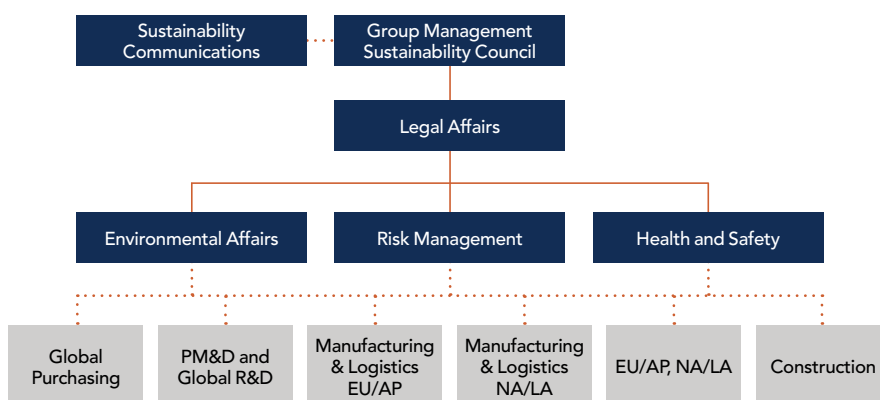 Sustainability
Communications
Group Management
Sustainability Council
Legal Affairs
Environmental Affairs
Risk Management
Health and Safety
Global
Purchasing
PM&D and
Global R&D
Manufacturing
& Logistics
EU/AP
Manufacturing
& Logistics
NA/LA
EU/AP, NA/LA
Construction